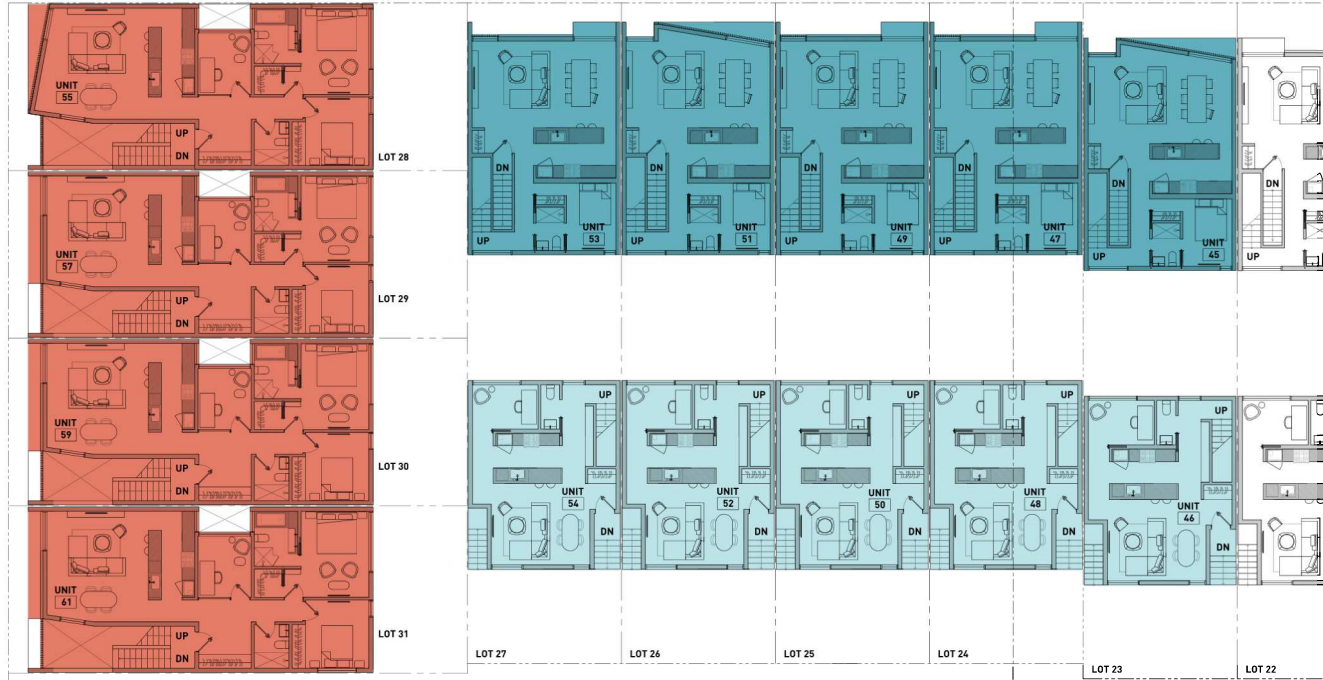 UNIT
55
UP
DN
LOT 28
UNIT
57
UP
DN
LOT 29
UNIT
59
UP
DN
LOT 30
UNIT
61
UP
DN
LOT 31
DN
UP
UNIT
53
DN
UP
UNIT
51
DN
UP
UNIT
49
DN
UP
UNIT
47
DN
UP
UNIT
45
DN
UP
UP
UNIT
54
DN
UP
UNIT
52
DN
UP
UNIT
50
DN
UP
UNIT
48
DN
UP
UNIT
46
DN
LOT 27
LOT 26
LOT 25
LOT 24
LOT 23
LOT 22